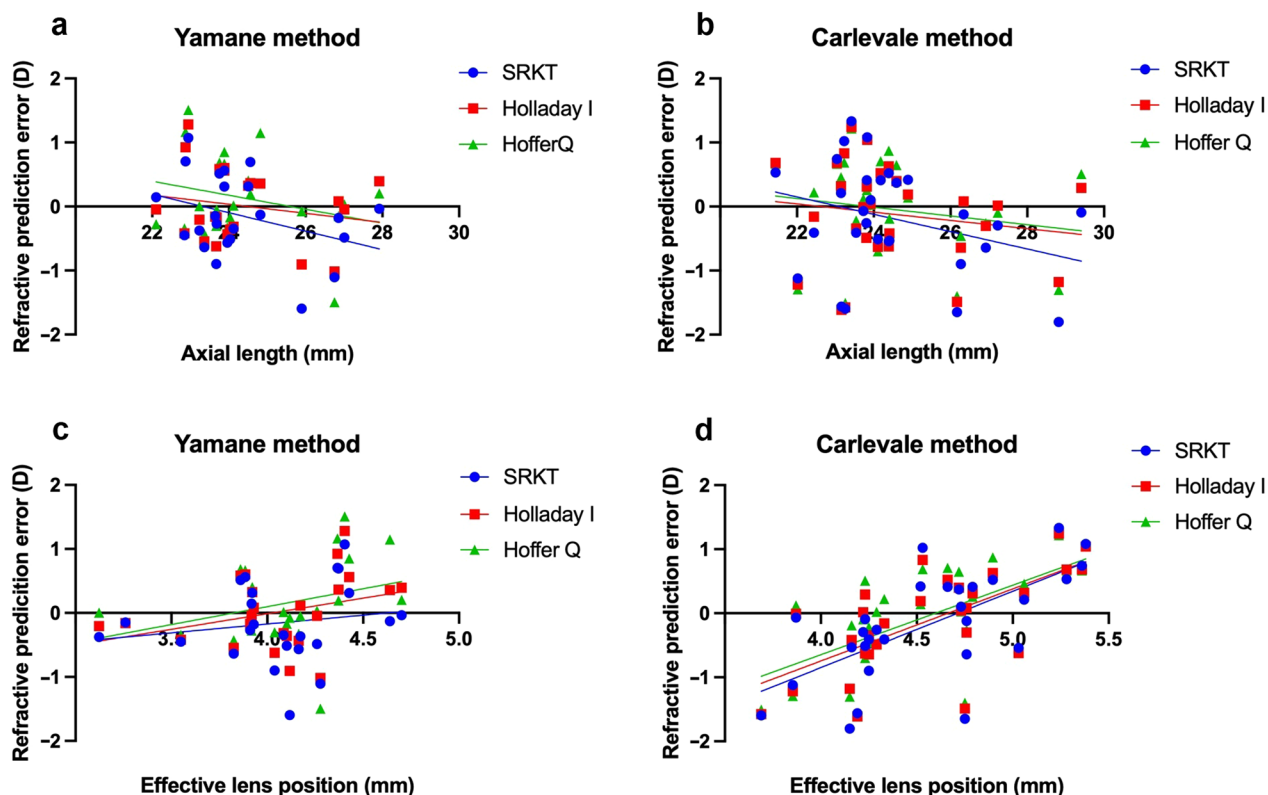 a
Yamane method
Refractive prediction error (D)
2
1
0
−1
−2
22
24
26
28
30
Axial length (mm)
SRKT
Holladay I
HofferQ
b
Carlevale method
Refractive prediction error (D)
2
1
0
−1
−2
22
24
26
28
30
Axial length (mm)
SRKT
Holladay I
Hoffer Q
c
Yamane method
Refractive predicition error (D)
2
1
0
−1
−2
3.5
4.0
4.5
5.0
Effective lens position (mm)
SRKT
Holladay I
Hoffer Q
d
Carlevale method
Refractive predicition error (D)
2
1
0
−1
−2
4.0
4.5
5.0
5.5
Effective lens position (mm)
SRKT
Holladay I
Hoffer Q